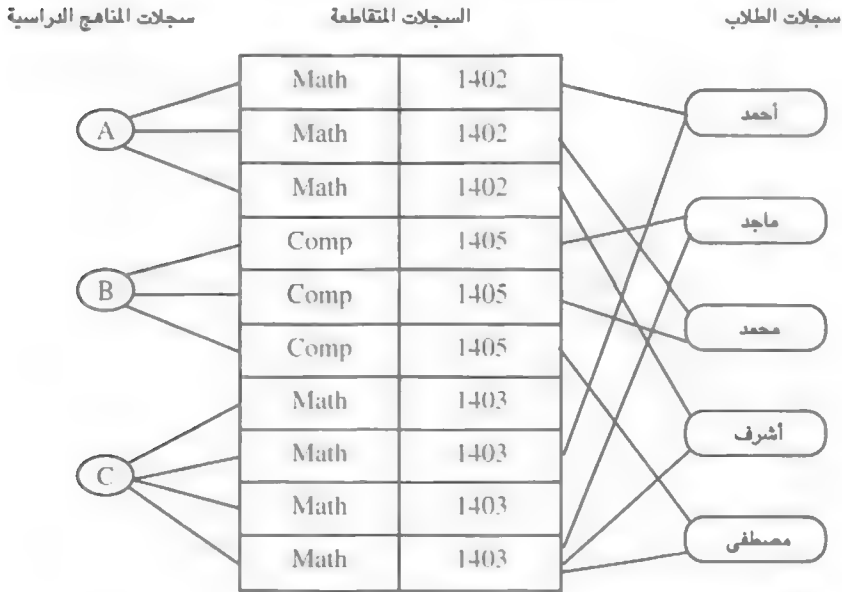 سجلات الطلاب السجلات المتقاطعة سجلات المناهج الدراسية
Math 1402
Math 1402
Math 1402
Comp 1405
Comp 1405
Comp 1405
Math 1403
Math 1403
Math 1403
Math 1403
A
B
C
أحمد
ماجد
محمد
أشرف
مصطفى